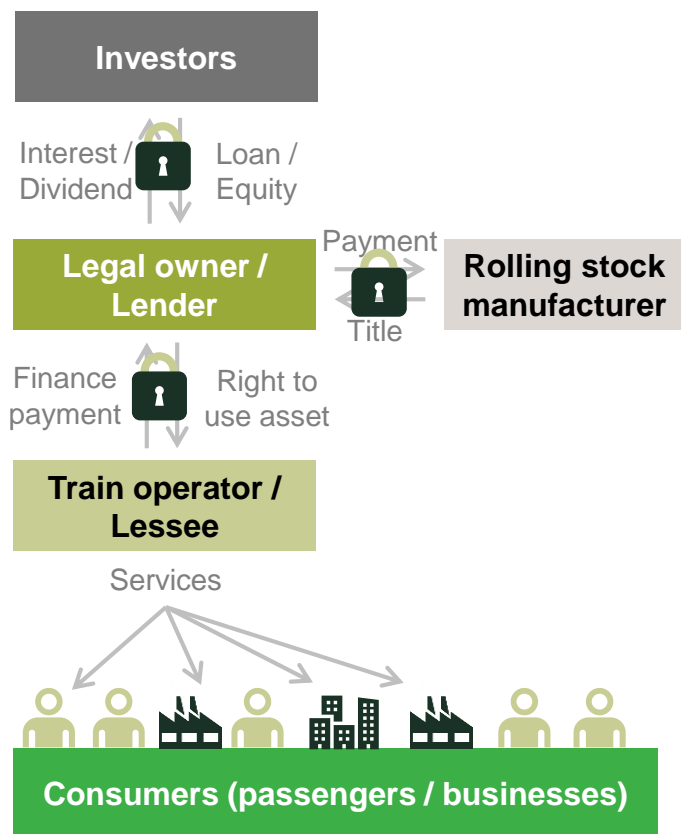 Investors
Interest /
Dividend
Loan /
Equity
Legal owner /
Lender
Payment
Title
Rolling stock
manufacturer
Finance
payment
Right to
use asset
Train operator /
Lessee
Services
Consumers (passengers / businesses)